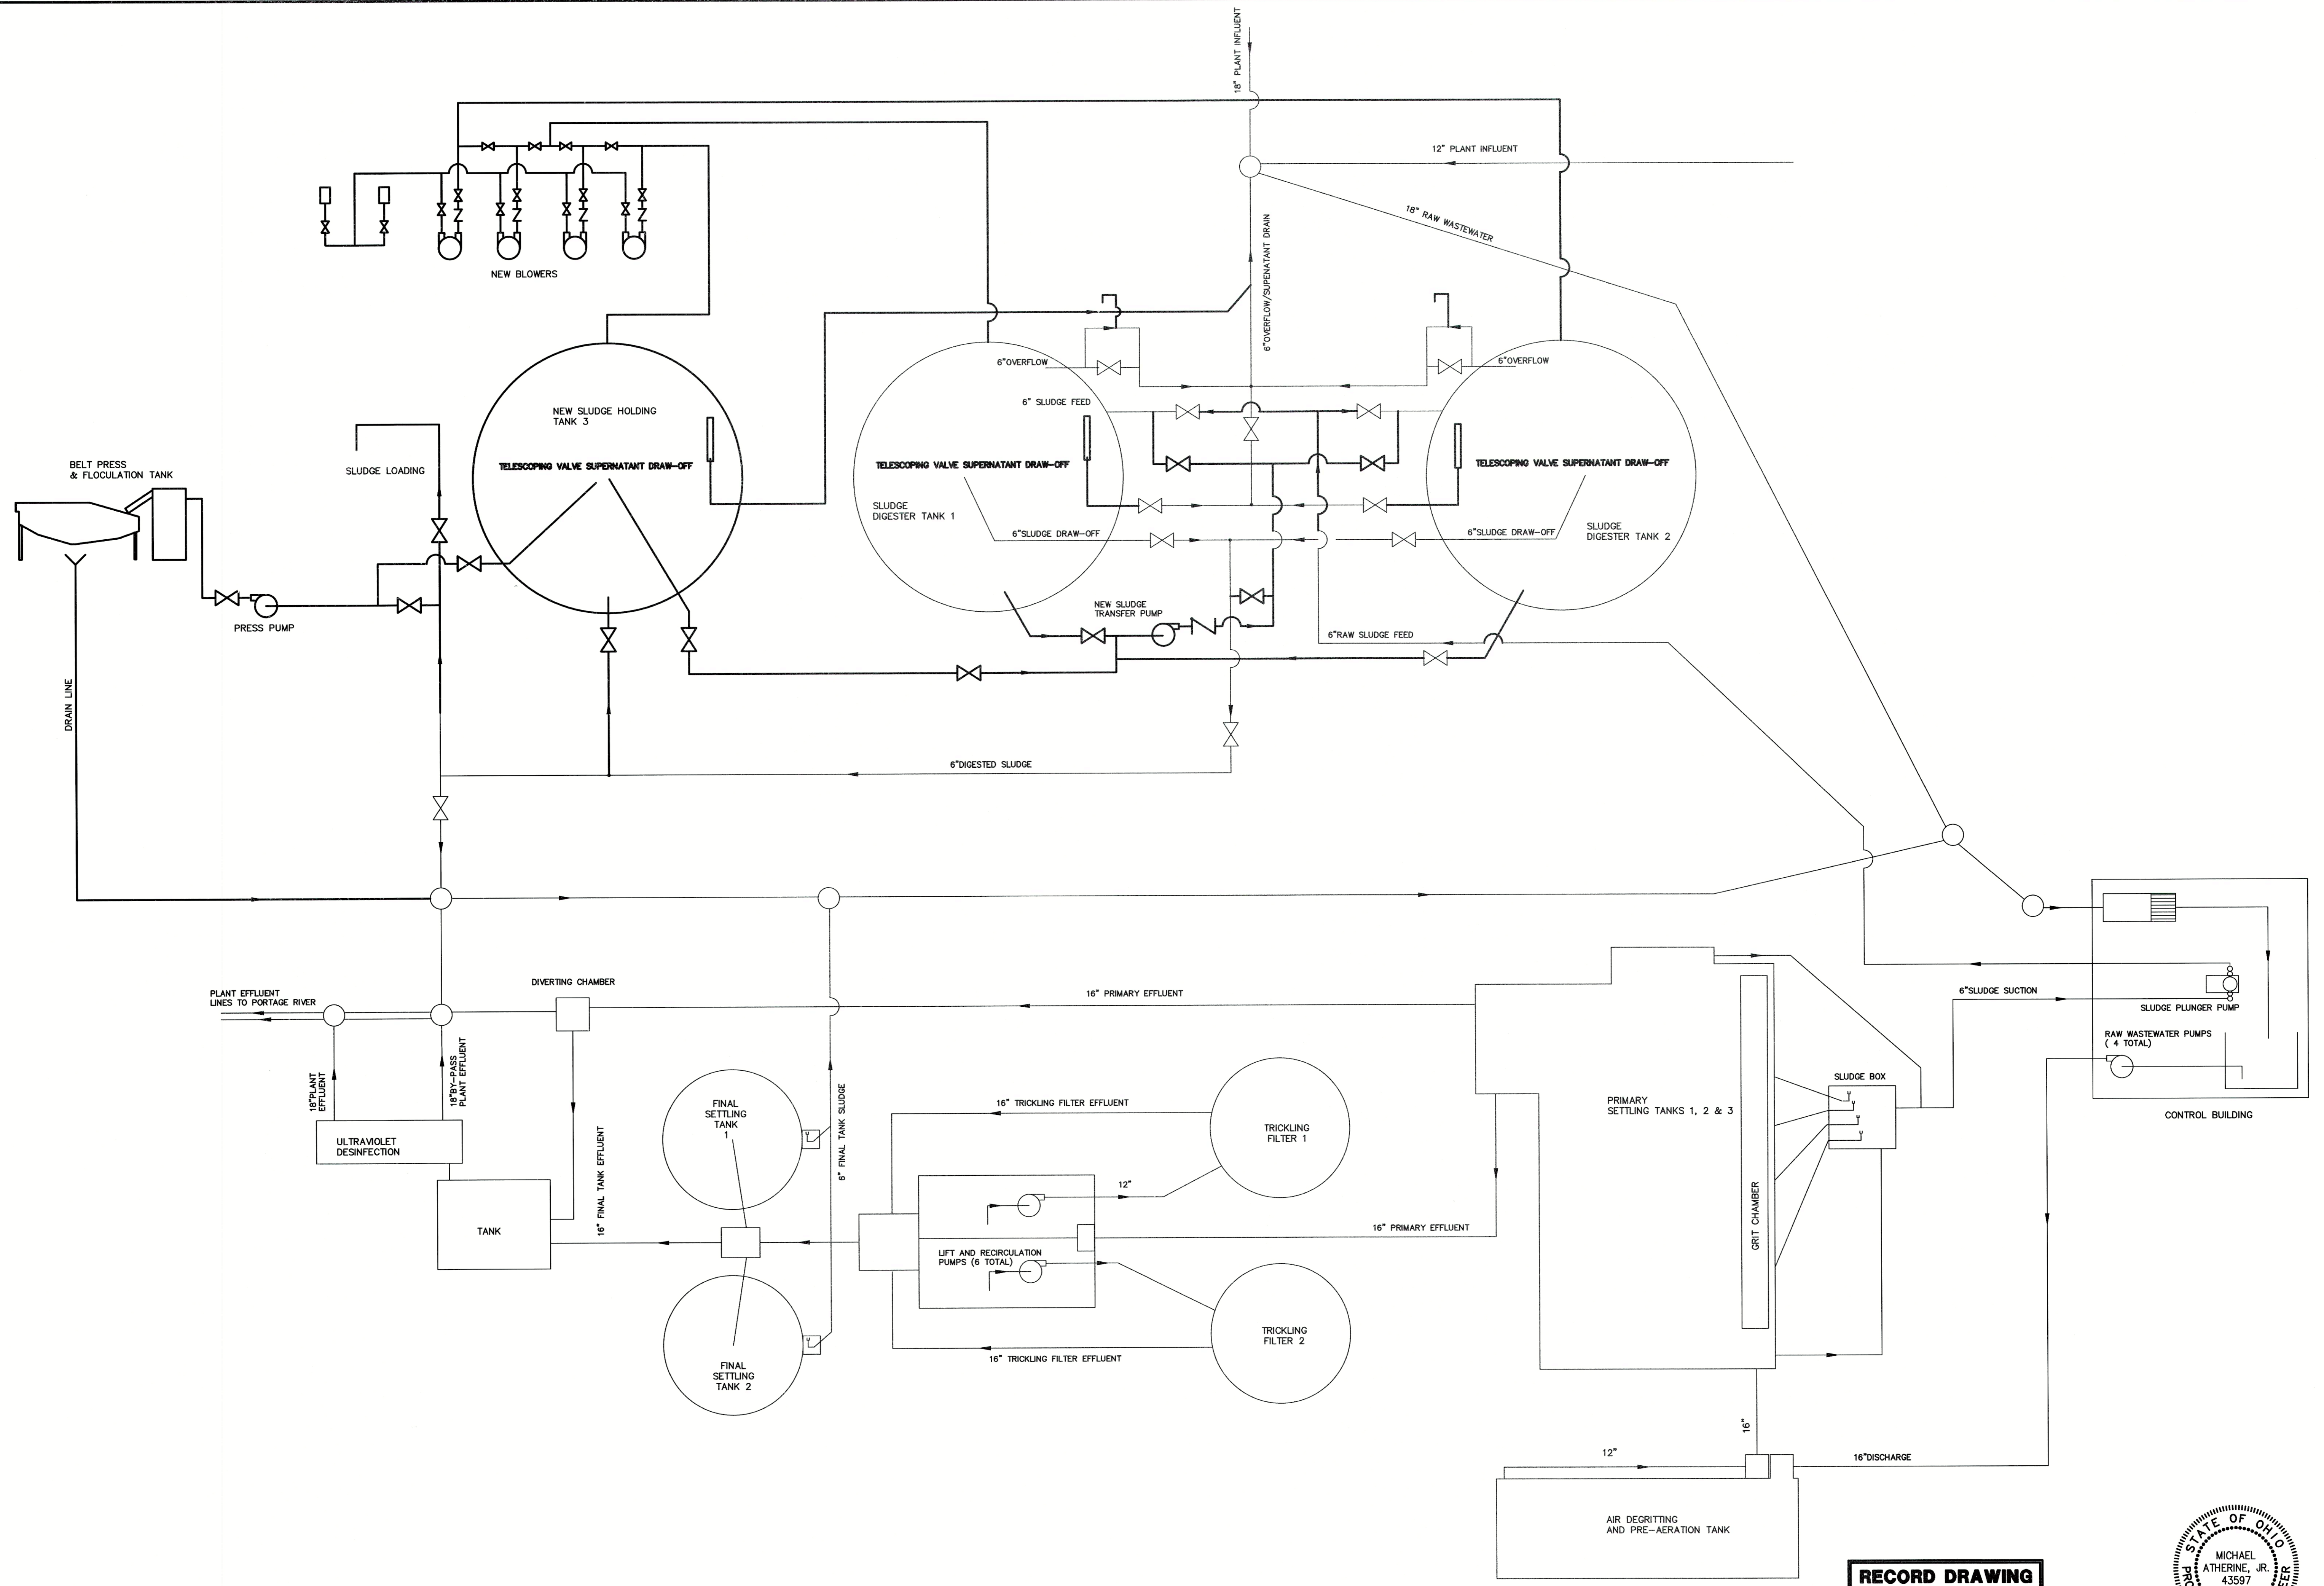 18" PLANT INFLUENT
12" PLANT INFLUENT
18" RAW WASTEWATER
6"OVERFLOW/SUPENATANT DRAIN
NEW BLOWERS
6"OVERFLOW
6"OVERFLOW
NEW SLUDGE HOLDING
TANK 3
6" SLUDGE FEED
SLUDGE LOADING
BELT PRESS
& FLOCULATION TANK
TELESCOPING VALVE SUPERNATANT DRAW-OFF
TELESCOPING VALVE SUPERNATANT DRAW-OFF
TELESCOPING VALVE SUPERNATANT DRAW-OFF
SLUDGE
DIGESTER TANK 1
6"SLUDGE DRAW-OFF
6"SLUDGE DRAW-OFF
SLUDGE
DIGESTER TANK 2
PRESS PUMP
NEW SLUDGE
TRANSFER PUMP
6"RAW SLUDGE FEED
DRAIN LINE
6"DIGESTED SLUDGE
PLANT EFFLUENT
LINES TO PORTAGE RIVER
DIVERTING CHAMBER
16" PRIMARY EFFLUENT
6"SLUDGE SUCTION
SLUDGE PLUNGER PUMP
RAW WASTEWATER PUMPS
( 4 TOTAL)
CONTROL BUILDING
18"PLANT
EFFLUENT
18"BY-PASS
PLANT EFFLUENT
ULTRAVIOLET
DESINFECTION
TANK
16" FINAL TANK EFFLUENT
FINAL
SETTLING
TANK
1
6" FINAL TANK SLUDGE
16" TRICKLING FILTER EFFLUENT
TRICKLING
FILTER 1
12"
LIFT AND RECIRCULATION
PUMPS (6 TOTAL)
16" PRIMARY EFFLUENT
PRIMARY
SETTLING TANKS 1, 2 & 3
GRIT CHAMBER
SLUDGE BOX
FINAL
SETTLING
TANK 2
16" TRICKLING FILTER EFFLUENT
TRICKLING
FILTER 2
16"
12"
16"DISCHARGE
AIR DEGRITTING
AND PRE-AERATION TANK
RECORD DRAWING
STATE OF OHIO
MICHAEL
ATHERINE, JR.
43597